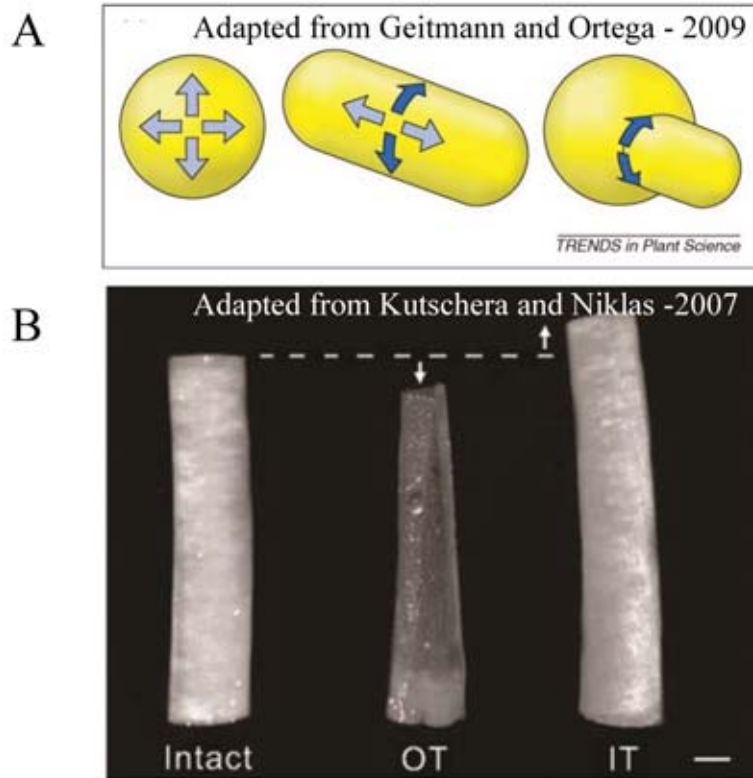 A
Adapted from Geitmann and Ortega - 2009
TRENDS in Plant Science
B
Adapted from Kutschera and Niklas -2007
Intact OT IT